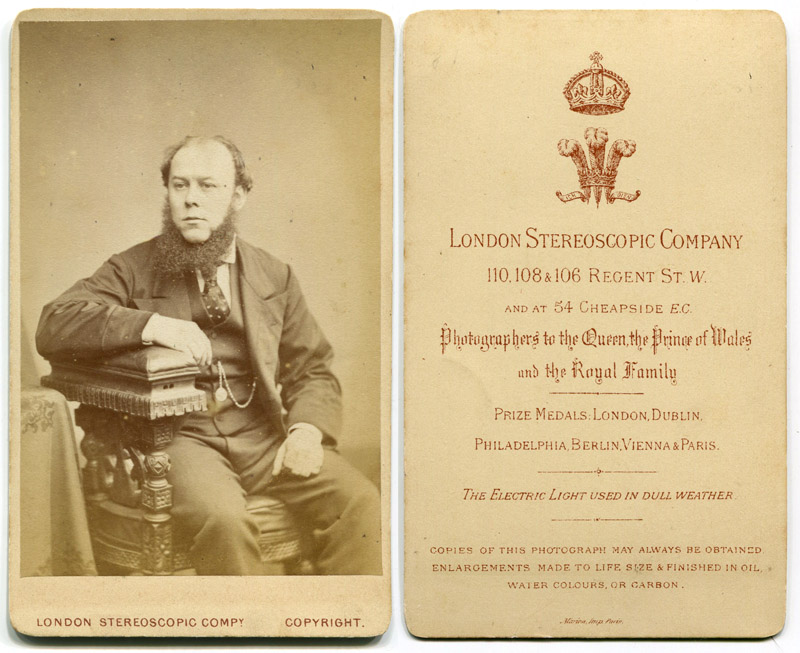 LONDON STEREOSCOPIC COMPY COPYRIGHT.
LONDON STEREOSCOPIC COMPANY
110, 108 & 106 REGENT ST. W.
AND AT 54 CHEAPSIDE E.C.
Photographers to the Queen, the Prince of Wales
and the Royal Family
PRIZE MEDALS: LONDON, DUBLIN,
PHILADELPHIA, BERLIN, VIENNA & PARIS.
THE ELECTRIC LIGHT USED IN DULL WEATHER.
COPIES OF THIS PHOTOGRAPH MAY ALWAYS BE OBTAINED
ENLARGEMENTS MADE TO LIFE SIZE & FINISHED IN OIL,
WATER COLOURS, OR CARBON.
Imp. Paris.